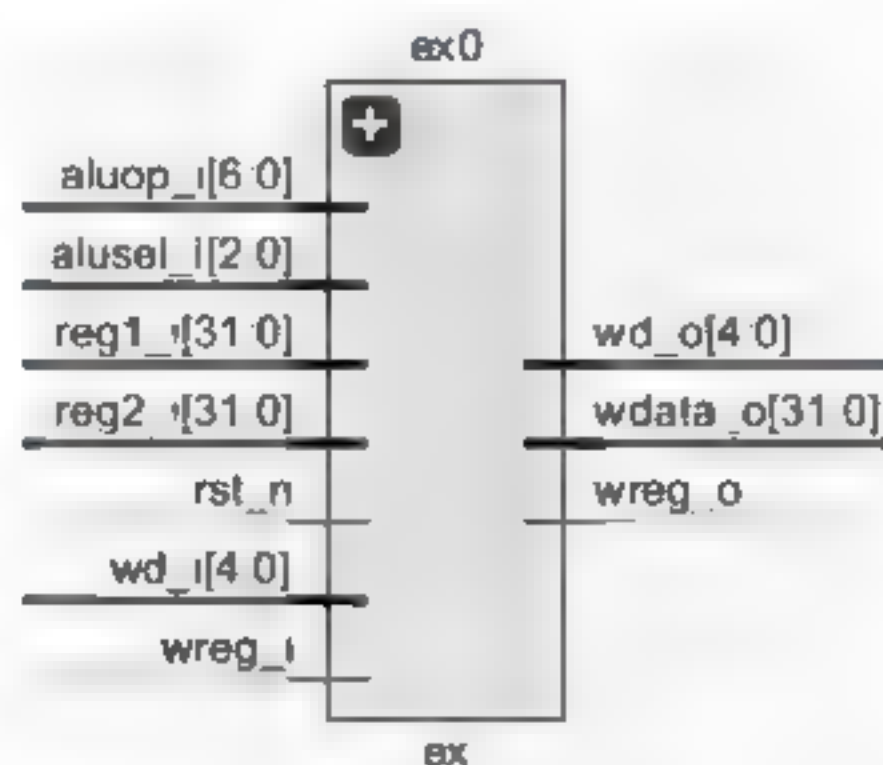 ex0
aluop_i[6:0]
alusel_i[2:0]
reg1_i[31:0]
reg2_i[31:0]
rst_n
wd_i[4:0]
wreg_i
wd_o[4:0]
wdata_o[31:0]
wreg_o
ex